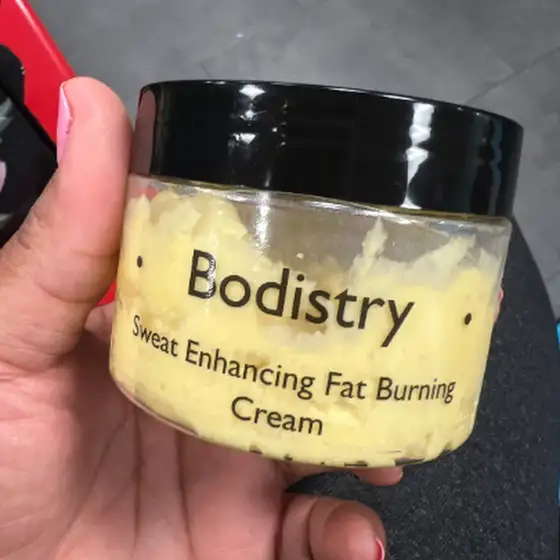 Bodistry
Sweat Enhancing Fat Burning
Cream